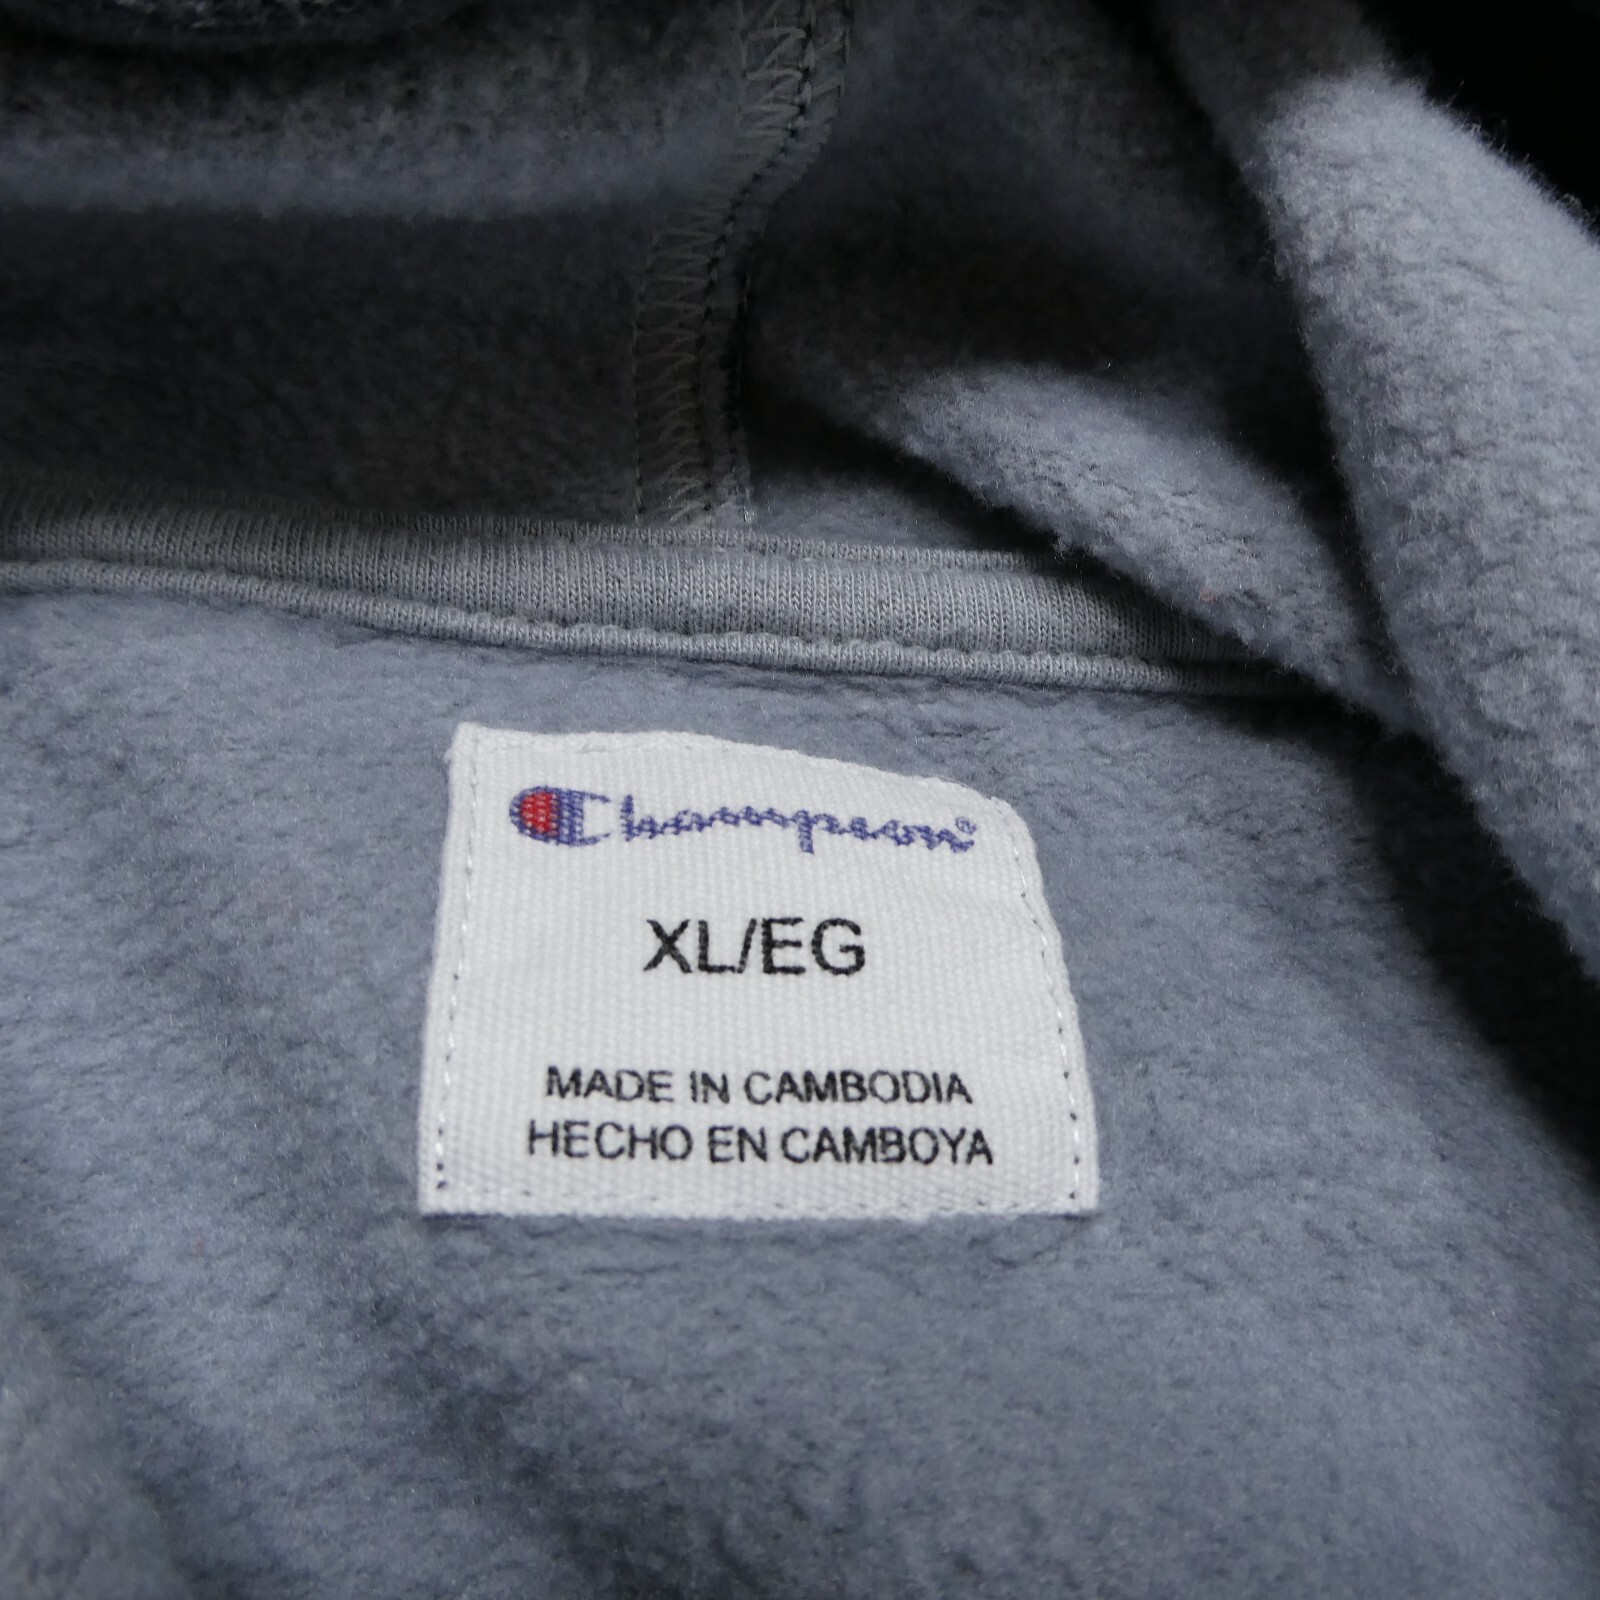 Champion®
XL/EG
MADE IN CAMBODIA
HECHO EN CAMBOYA